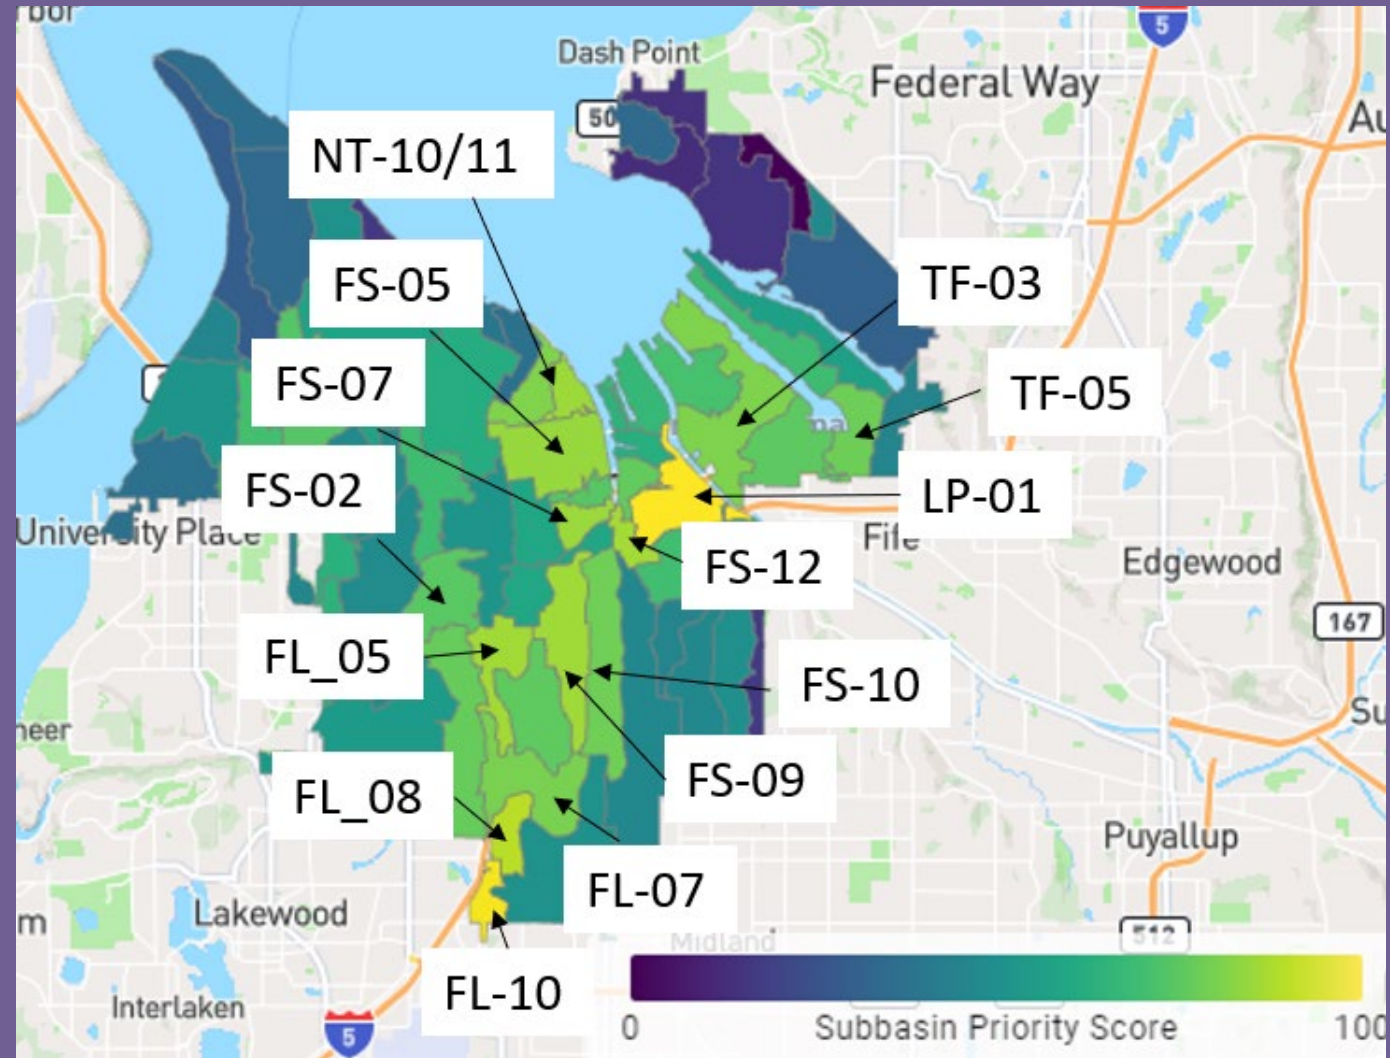 Dash Point
Federal Way
5
50
NT-10/11
FS-05
TF-03
FS-07
TF-05
FS-02
LP-01
University Place
Fife
FS-12
Edgewood
167
FL_05
FS-10
FS-09
FL_08
Puyallup
FL-07
Lakewood
Midland
512
FL-10
Interlaken
5
0
Subbasin Priority Score
100